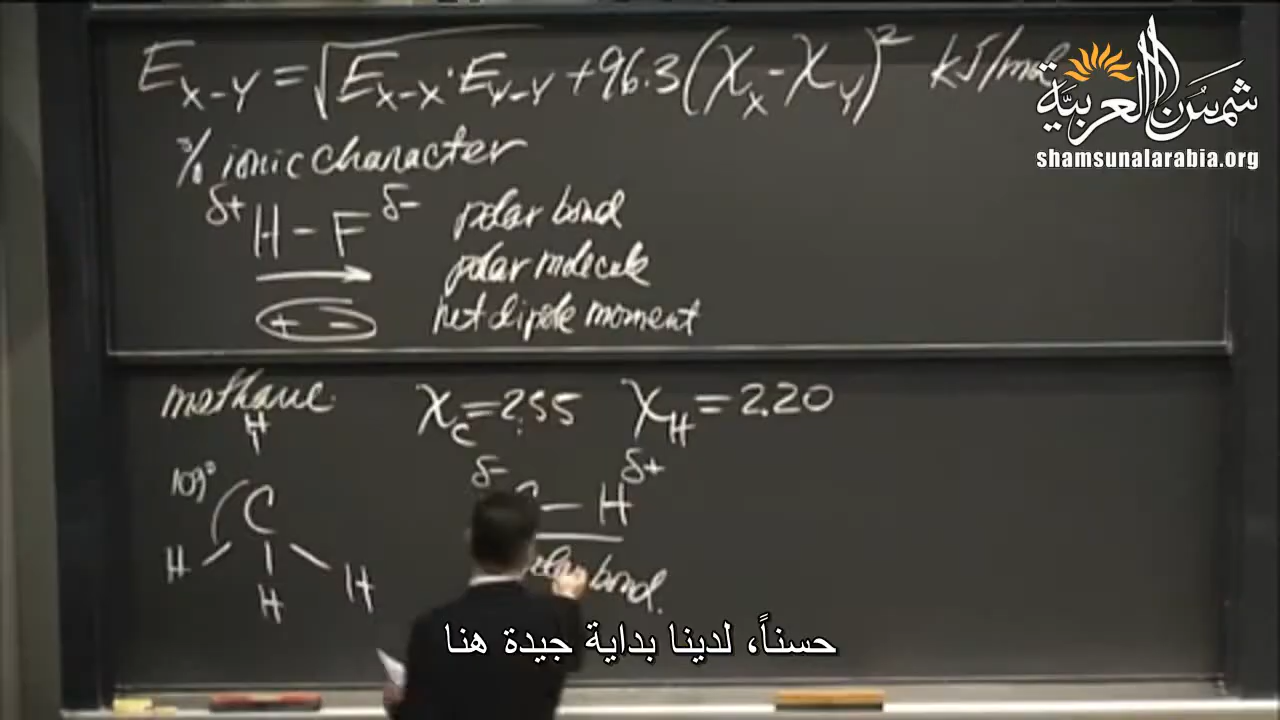 E X-Y = √(E X-X · E Y-Y) + 96.3 (χX - χY)² kJ/mol
شمسُ العربيَّة
shamsunalarabia.org
% ionic character
δ+ H - F δ- polar bond
polar molecule
+ - net dipole moment
methane. χC = 2.55 χH = 2.20
H
δ- C - H δ+
109° C
H H H
polar bond.
حسناً، لدينا بداية جيدة هنا